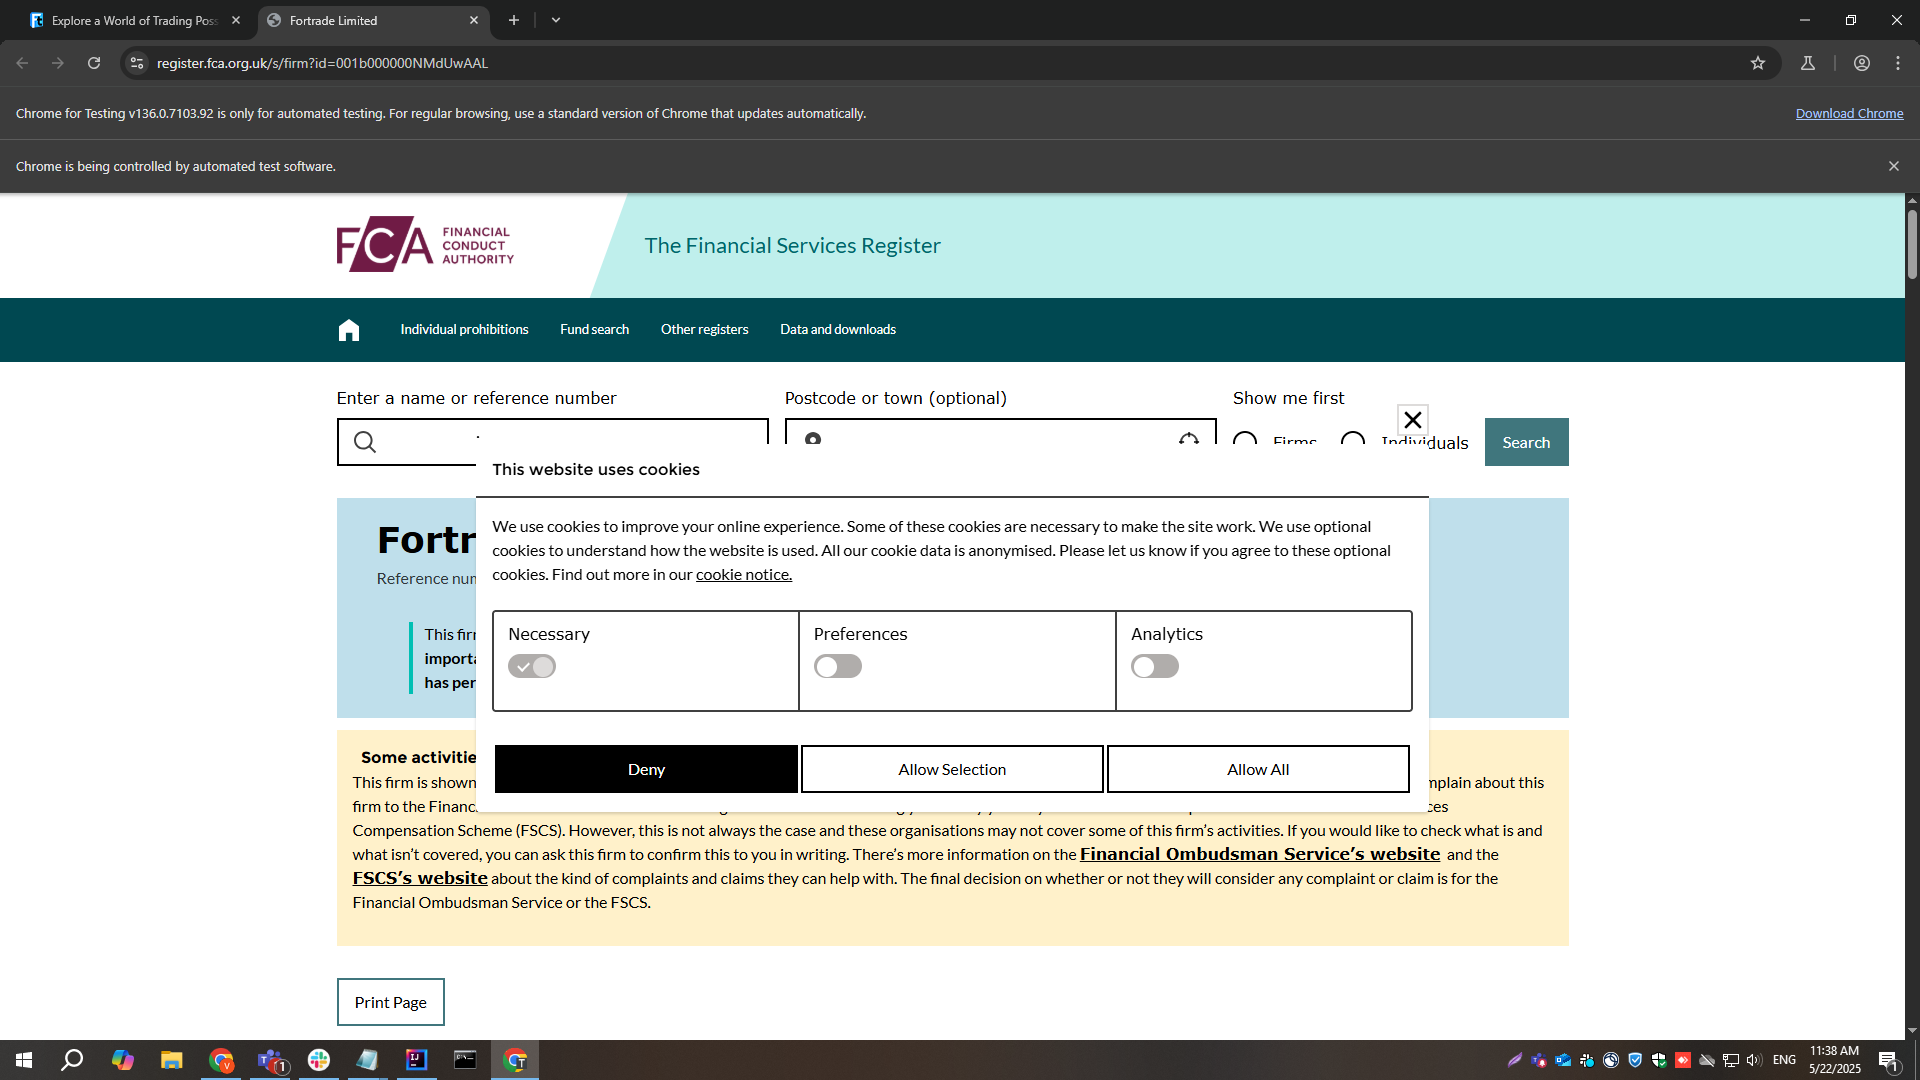 Explore a World of Trading Poss
Fortrade Limited
register.fca.org.uk/s/firm?id=001b000000NMdUwAAL
Chrome for Testing v136.0.7103.92 is only for automated testing. For regular browsing, use a standard version of Chrome that updates automatically.
Download Chrome
Chrome is being controlled by automated test software.
FCA FINANCIAL CONDUCT AUTHORITY
The Financial Services Register
Individual prohibitions
Fund search
Other registers
Data and downloads
Enter a name or reference number
Postcode or town (optional)
Show me first
Firms
Individuals
Search
This website uses cookies
We use cookies to improve your online experience. Some of these cookies are necessary to make the site work. We use optional
cookies to understand how the website is used. All our cookie data is anonymised. Please let us know if you agree to these optional
cookies. Find out more in our cookie notice.
Necessary
Preferences
Analytics
Deny
Allow Selection
Allow All
Fortr
Reference num
This firm
importa
has per
Some activitie
This firm is shown
mplain about this
firm to the Financ
ces
Compensation Scheme (FSCS). However, this is not always the case and these organisations may not cover some of this firm's activities. If you would like to check what is and
what isn't covered, you can ask this firm to confirm this to you in writing. There's more information on the Financial Ombudsman Service's website and the
FSCS's website about the kind of complaints and claims they can help with. The final decision on whether or not they will consider any complaint or claim is for the
Financial Ombudsman Service or the FSCS.
Print Page
ENG
11:38 AM
5/22/2025